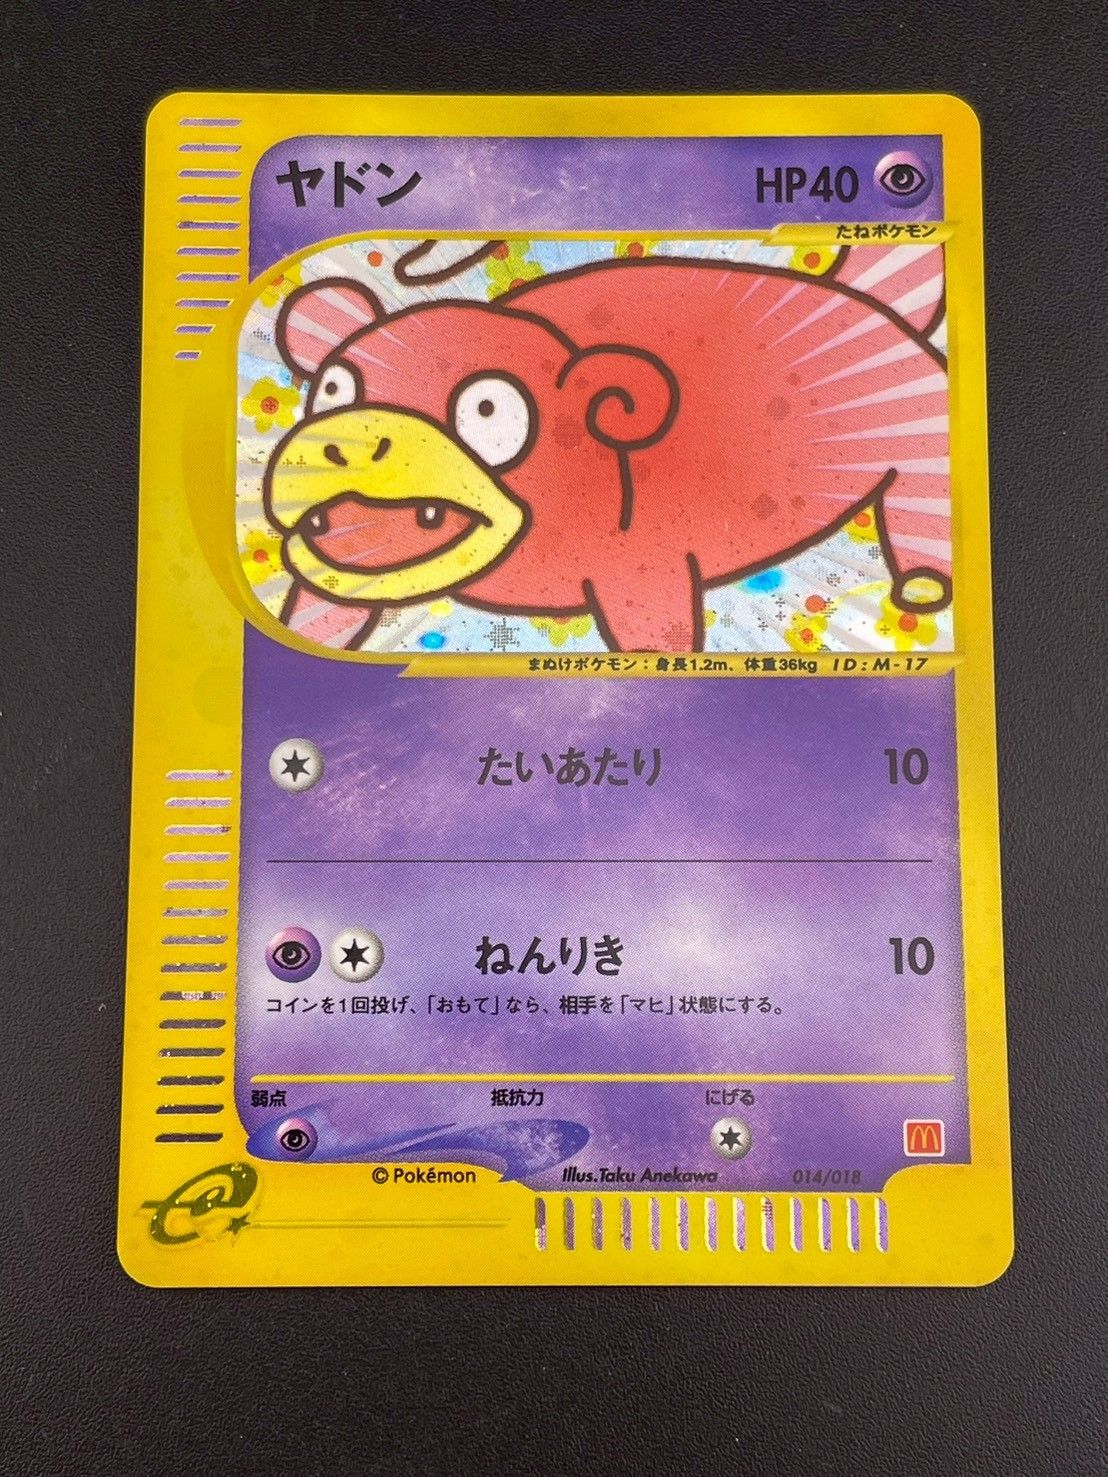 ヤドン HP40
たねポケモン
まぬけポケモン：身長1.2m、体重36kg ID:M-17
たいあたり 10
ねんりき 10
コインを1回投げ、「おもて」なら、相手を「マヒ」状態にする。
弱点 抵抗力 にげる
© Pokémon Illus.Taku Anekawa 014/018